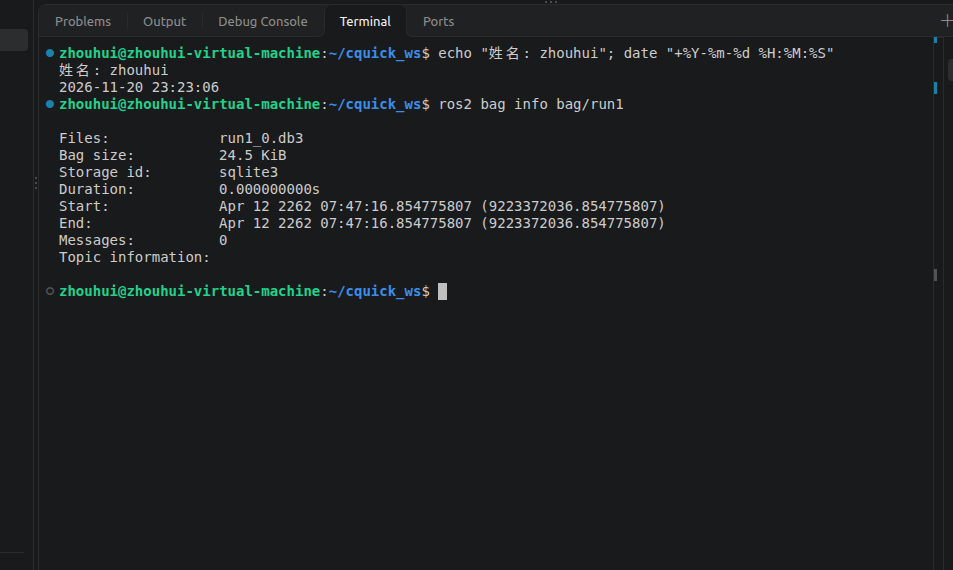 Problems Output Debug Console Terminal Ports
zhouhui@zhouhui-virtual-machine:~/cquick_ws$ echo "姓名: zhouhui"; date "+%Y-%m-%d %H:%M:%S"
姓名: zhouhui
2026-11-20 23:23:06
zhouhui@zhouhui-virtual-machine:~/cquick_ws$ ros2 bag info bag/run1
Files: run1_0.db3
Bag size: 24.5 KiB
Storage id: sqlite3
Duration: 0.000000000s
Start: Apr 12 2262 07:47:16.854775807 (9223372036.854775807)
End: Apr 12 2262 07:47:16.854775807 (9223372036.854775807)
Messages: 0
Topic information:
zhouhui@zhouhui-virtual-machine:~/cquick_ws$